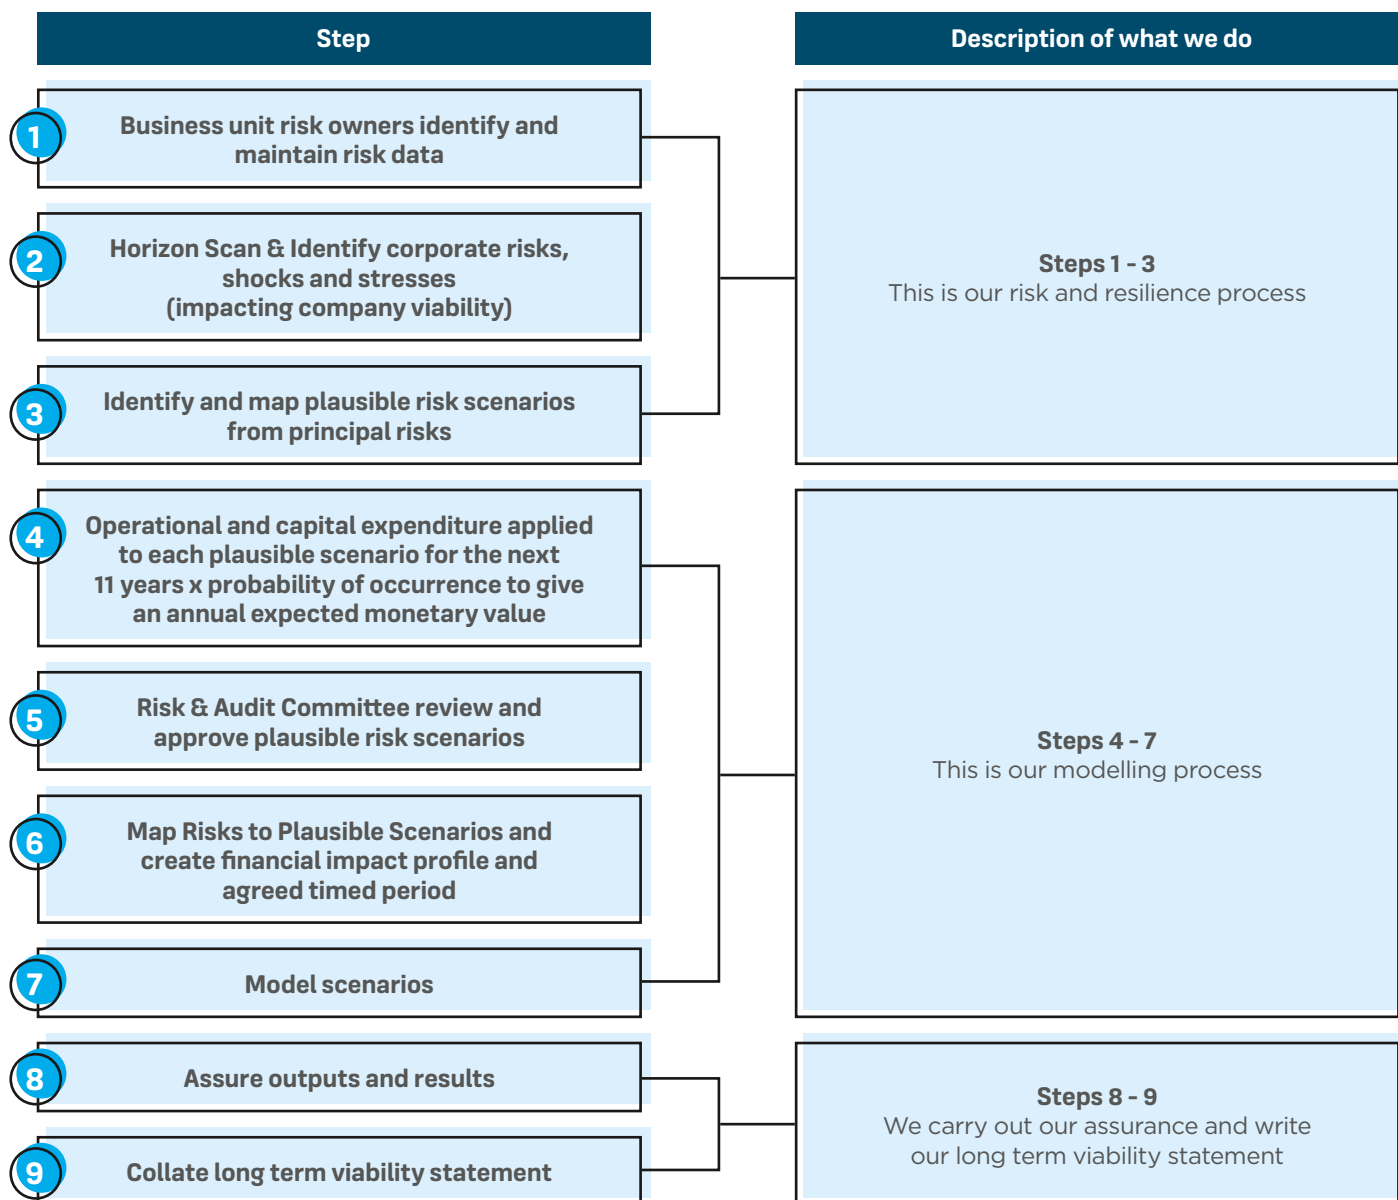 Step
Description of what we do
1
Business unit risk owners identify and
maintain risk data
2
Horizon Scan & Identify corporate risks,
shocks and stresses
(impacting company viability)
3
Identify and map plausible risk scenarios
from principal risks
Steps 1 - 3
This is our risk and resilience process
4
Operational and capital expenditure applied
to each plausible scenario for the next
11 years x probability of occurrence to give
an annual expected monetary value
5
Risk & Audit Committee review and
approve plausible risk scenarios
6
Map Risks to Plausible Scenarios and
create financial impact profile and
agreed timed period
7
Model scenarios
Steps 4 - 7
This is our modelling process
8
Assure outputs and results
9
Collate long term viability statement
Steps 8 - 9
We carry out our assurance and write
our long term viability statement